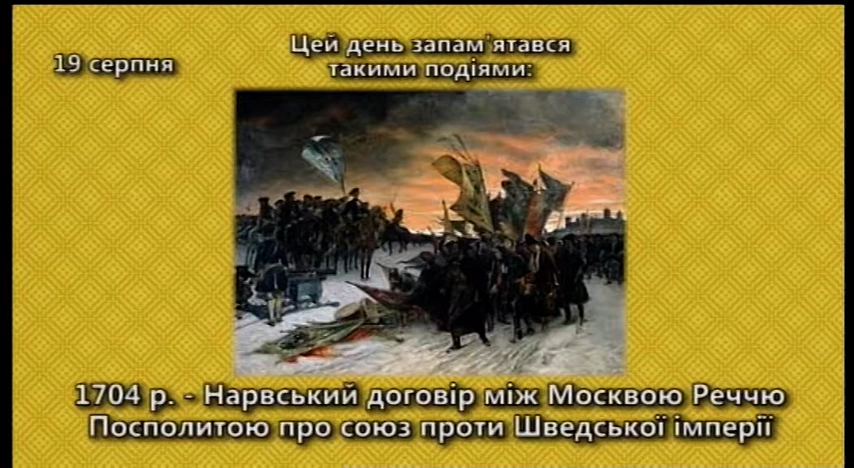 19 серпня
Цей день запам'ятався
такими подіями:
1704 р. - Нарвський договір між Москвою Реччю
Посполитою про союз проти Шведської імперії